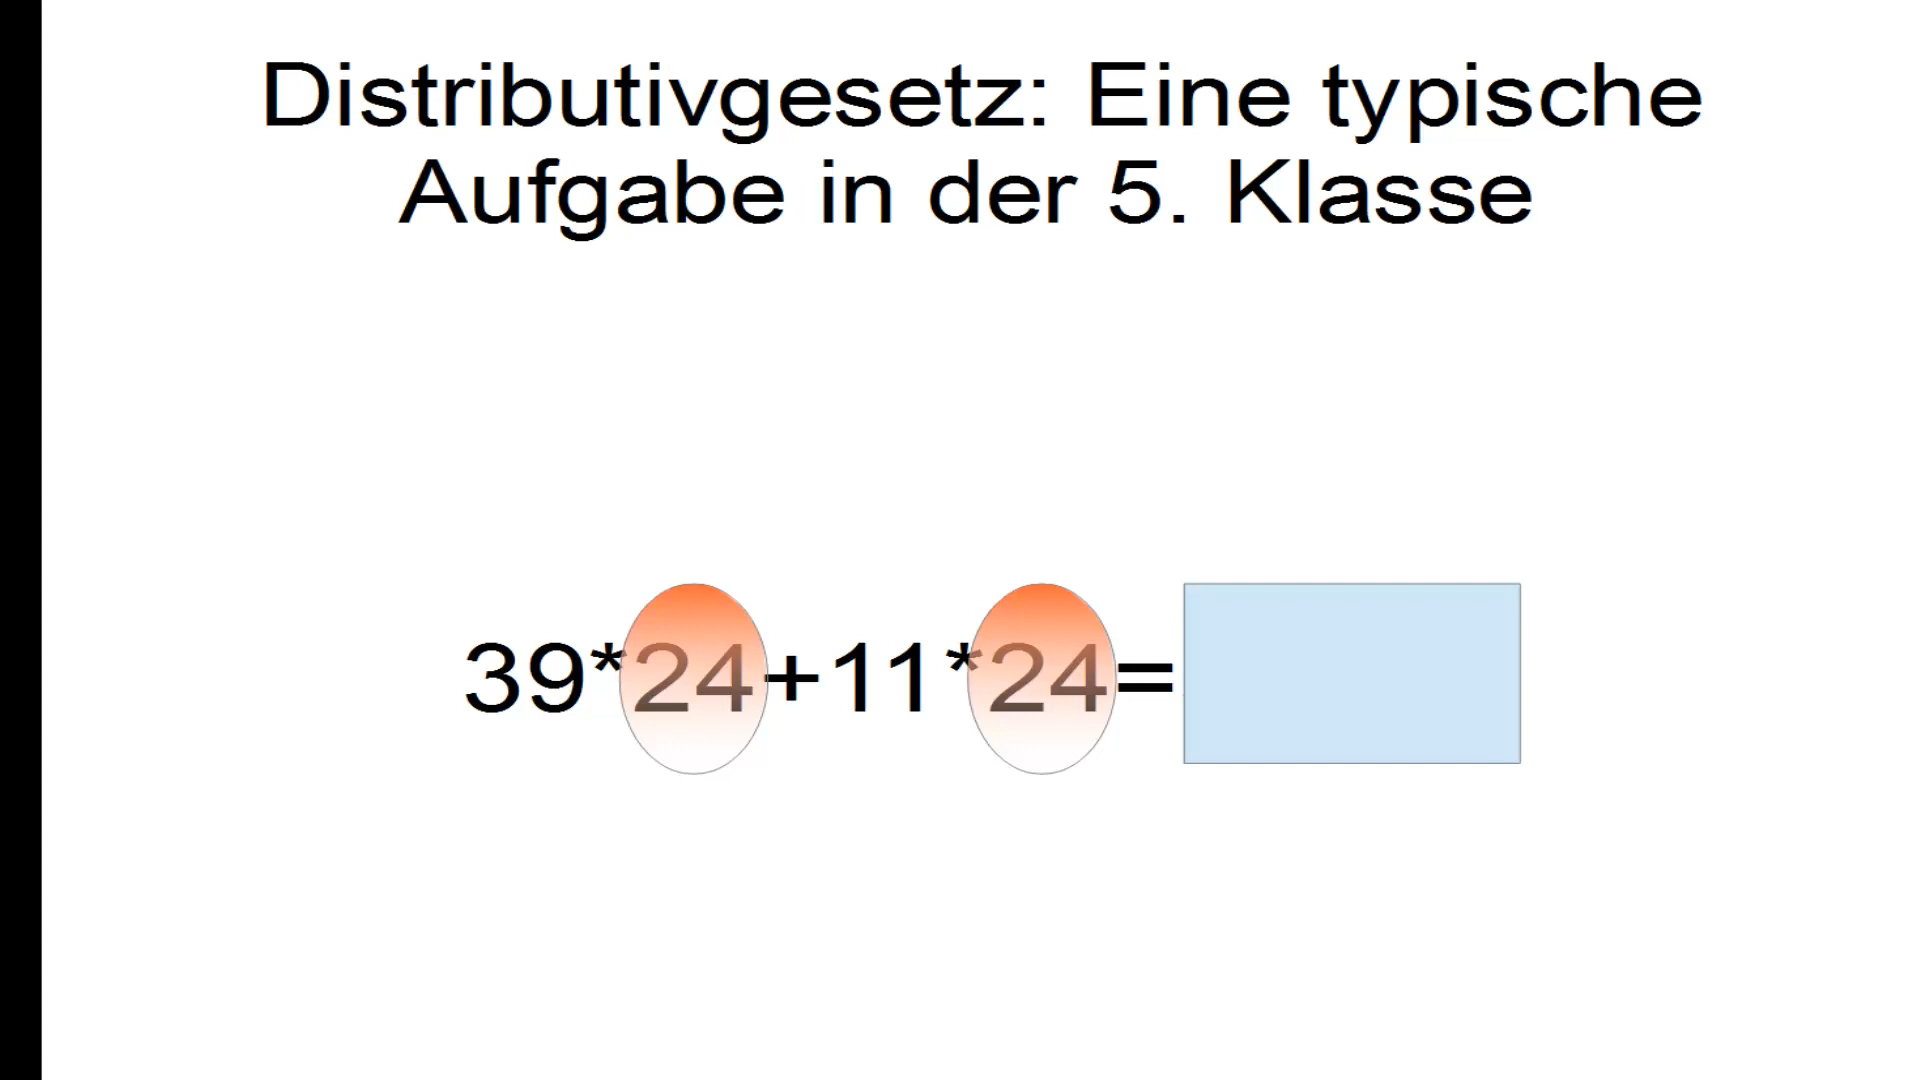 Distributivgesetz: Eine typische
Aufgabe in der 5. Klasse
39*24+11*24=